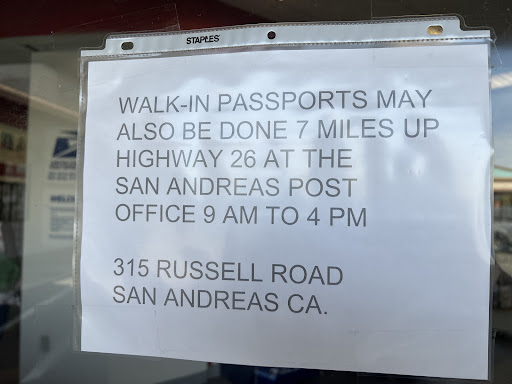 STAPLES
WALK-IN PASSPORTS MAY
ALSO BE DONE 7 MILES UP
HIGHWAY 26 AT THE
SAN ANDREAS POST
OFFICE 9 AM TO 4 PM
315 RUSSELL ROAD
SAN ANDREAS CA.